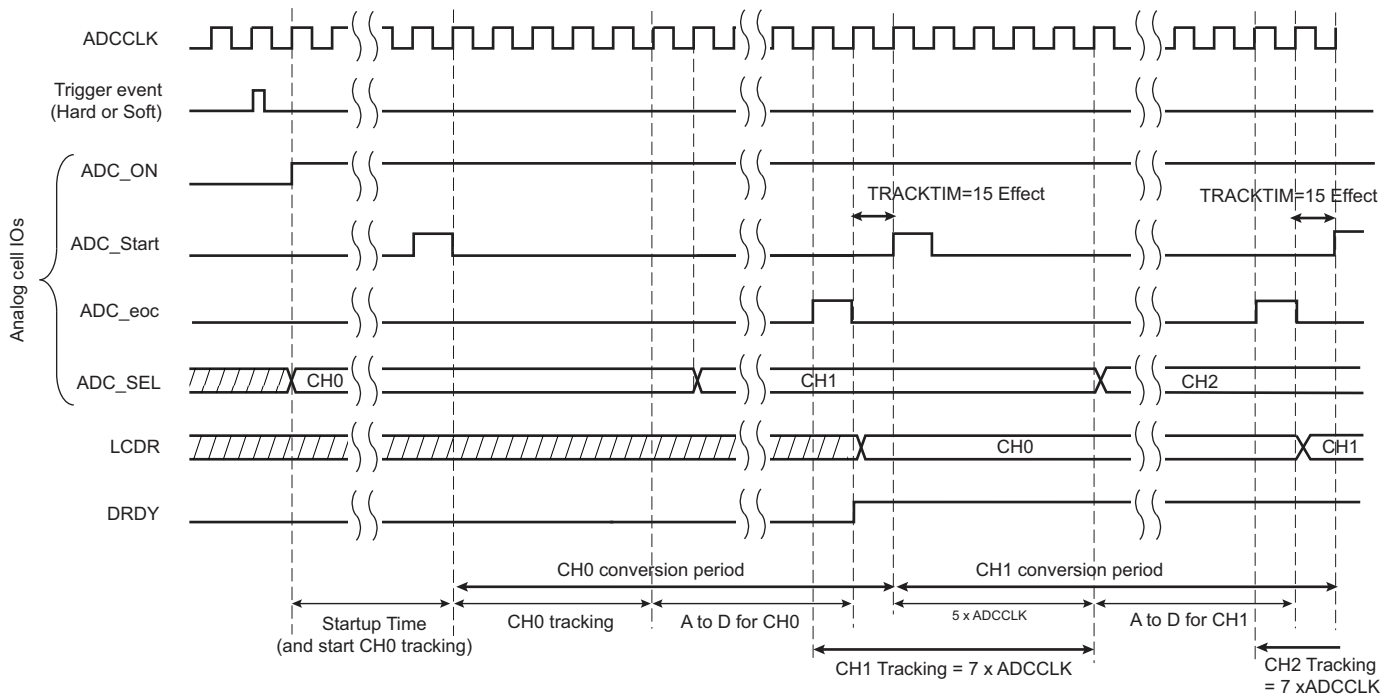 ADCCLK
Trigger event
(Hard or Soft)
Analog cell IOs
ADC_ON
TRACKTIM=15 Effect
TRACKTIM=15 Effect
ADC_Start
ADC_eoc
ADC_SEL
CH0
CH1
CH2
LCDR
CH0
CH1
DRDY
CH0 conversion period
CH1 conversion period
Startup Time
(and start CH0 tracking)
CH0 tracking
A to D for CH0
5 x ADCCLK
A to D for CH1
CH1 Tracking = 7 x ADCCLK
CH2 Tracking
= 7 xADCCLK